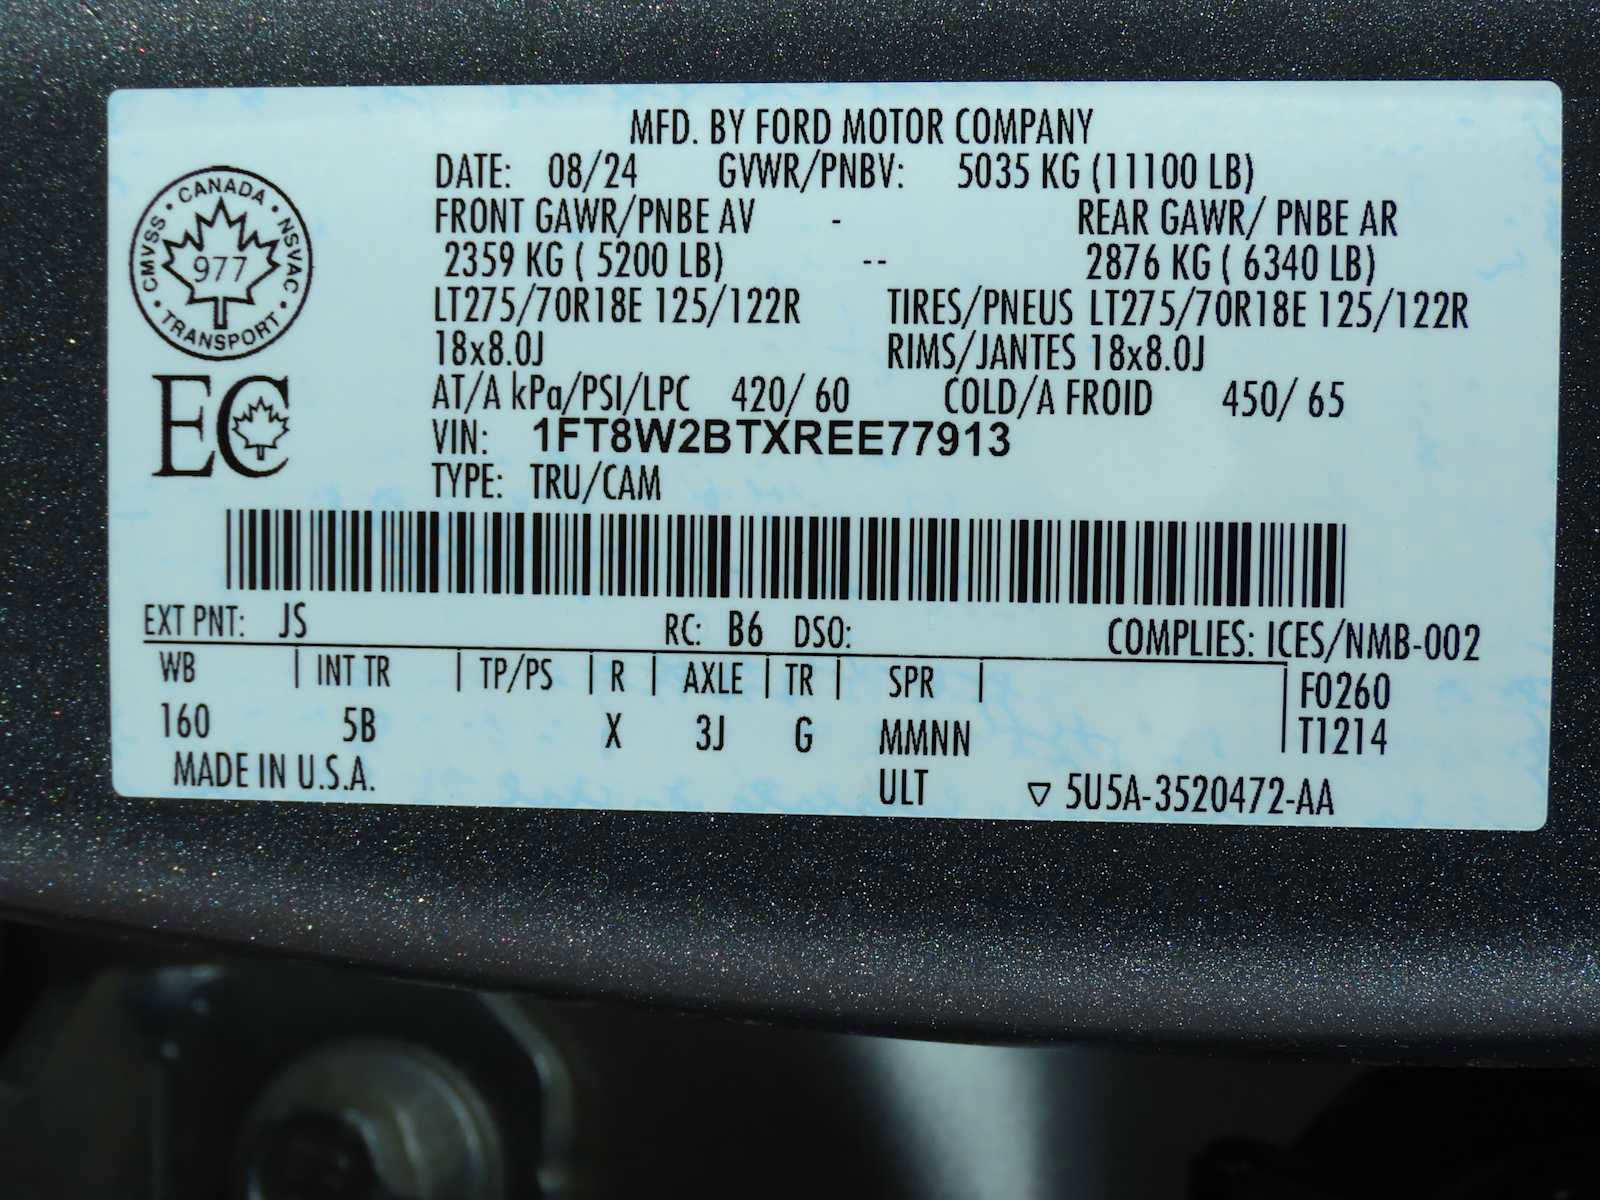 MFD. BY FORD MOTOR COMPANY
DATE: 08/24 GVWR/PNBV: 5035 KG (11100 LB)
FRONT GAWR/PNBE AV - REAR GAWR/ PNBE AR
2359 KG ( 5200 LB) -- 2876 KG ( 6340 LB)
LT275/70R18E 125/122R TIRES/PNEUS LT275/70R18E 125/122R
18x8.0J RIMS/JANTES 18x8.0J
AT/A kPa/PSI/LPC 420/ 60 COLD/A FROID 450/ 65
VIN: 1FT8W2BTXREE77913
TYPE: TRU/CAM
CANADA • NSVAC • TRANSPORT • CMVSS •
977
EC
EXT PNT: JS RC: B6 DSO: COMPLIES: ICES/NMB-002
WB | INT TR | TP/PS | R | AXLE | TR | SPR | F0260
160 5B X 3J G MMNN T1214
MADE IN U.S.A. ULT ▽ 5U5A-3520472-AA